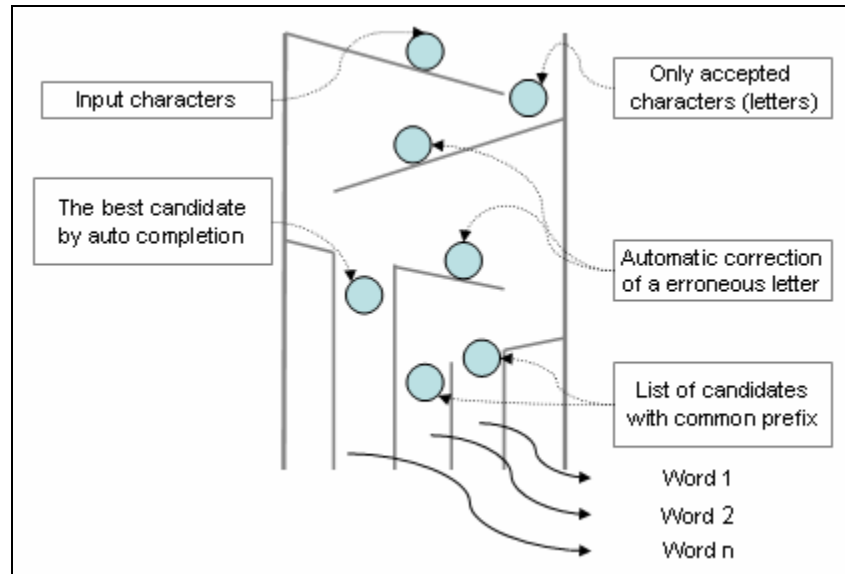 Input characters
Only accepted
characters (letters)
The best candidate
by auto completion
Automatic correction
of a erroneous letter
List of candidates
with common prefix
Word 1
Word 2
Word n